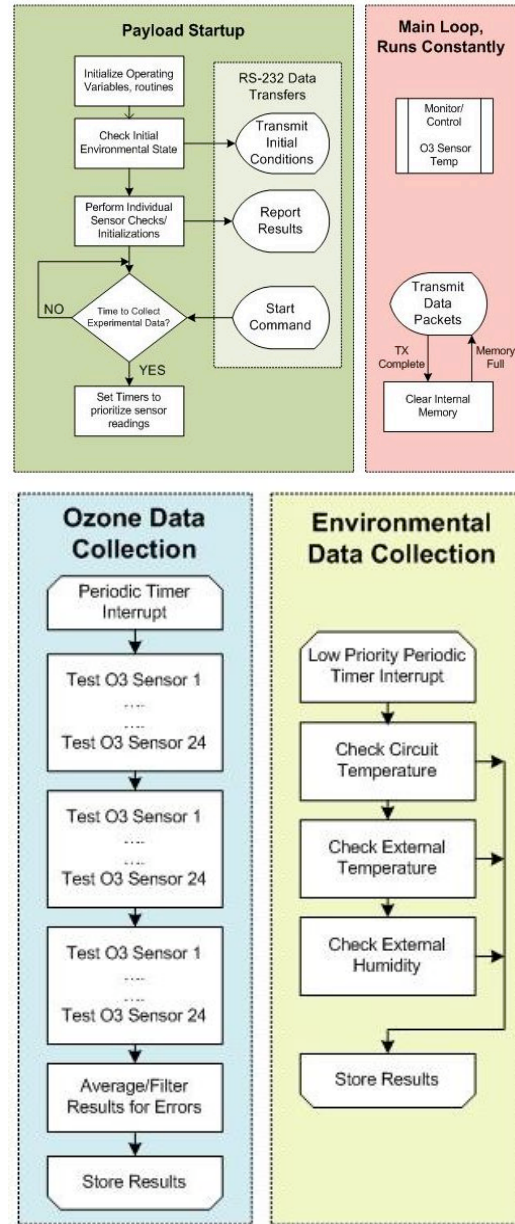 Payload Startup
Initialize Operating
Variables, routines
Check Initial
Environmental State
Perform Individual
Sensor Checks/
Initializations
NO
Time to Collect
Experimental Data?
YES
Set Timers to
prioritize sensor
readings
RS-232 Data
Transfers
Transmit
Initial
Conditions
Report
Results
Start
Command
Main Loop,
Runs Constantly
Monitor/
Control
O3 Sensor
Temp
Transmit
Data
Packets
TX
Complete
Memory
Full
Clear Internal
Memory
Ozone Data
Collection
Periodic Timer
Interrupt
Test O3 Sensor 1
....
....
Test O3 Sensor 24
Test O3 Sensor 1
....
....
Test O3 Sensor 24
Test O3 Sensor 1
....
....
Test O3 Sensor 24
Average/Filter
Results for Errors
Store Results
Environmental
Data Collection
Low Priority Periodic
Timer Interrupt
Check Circuit
Temperature
Check External
Temperature
Check External
Humidity
Store Results